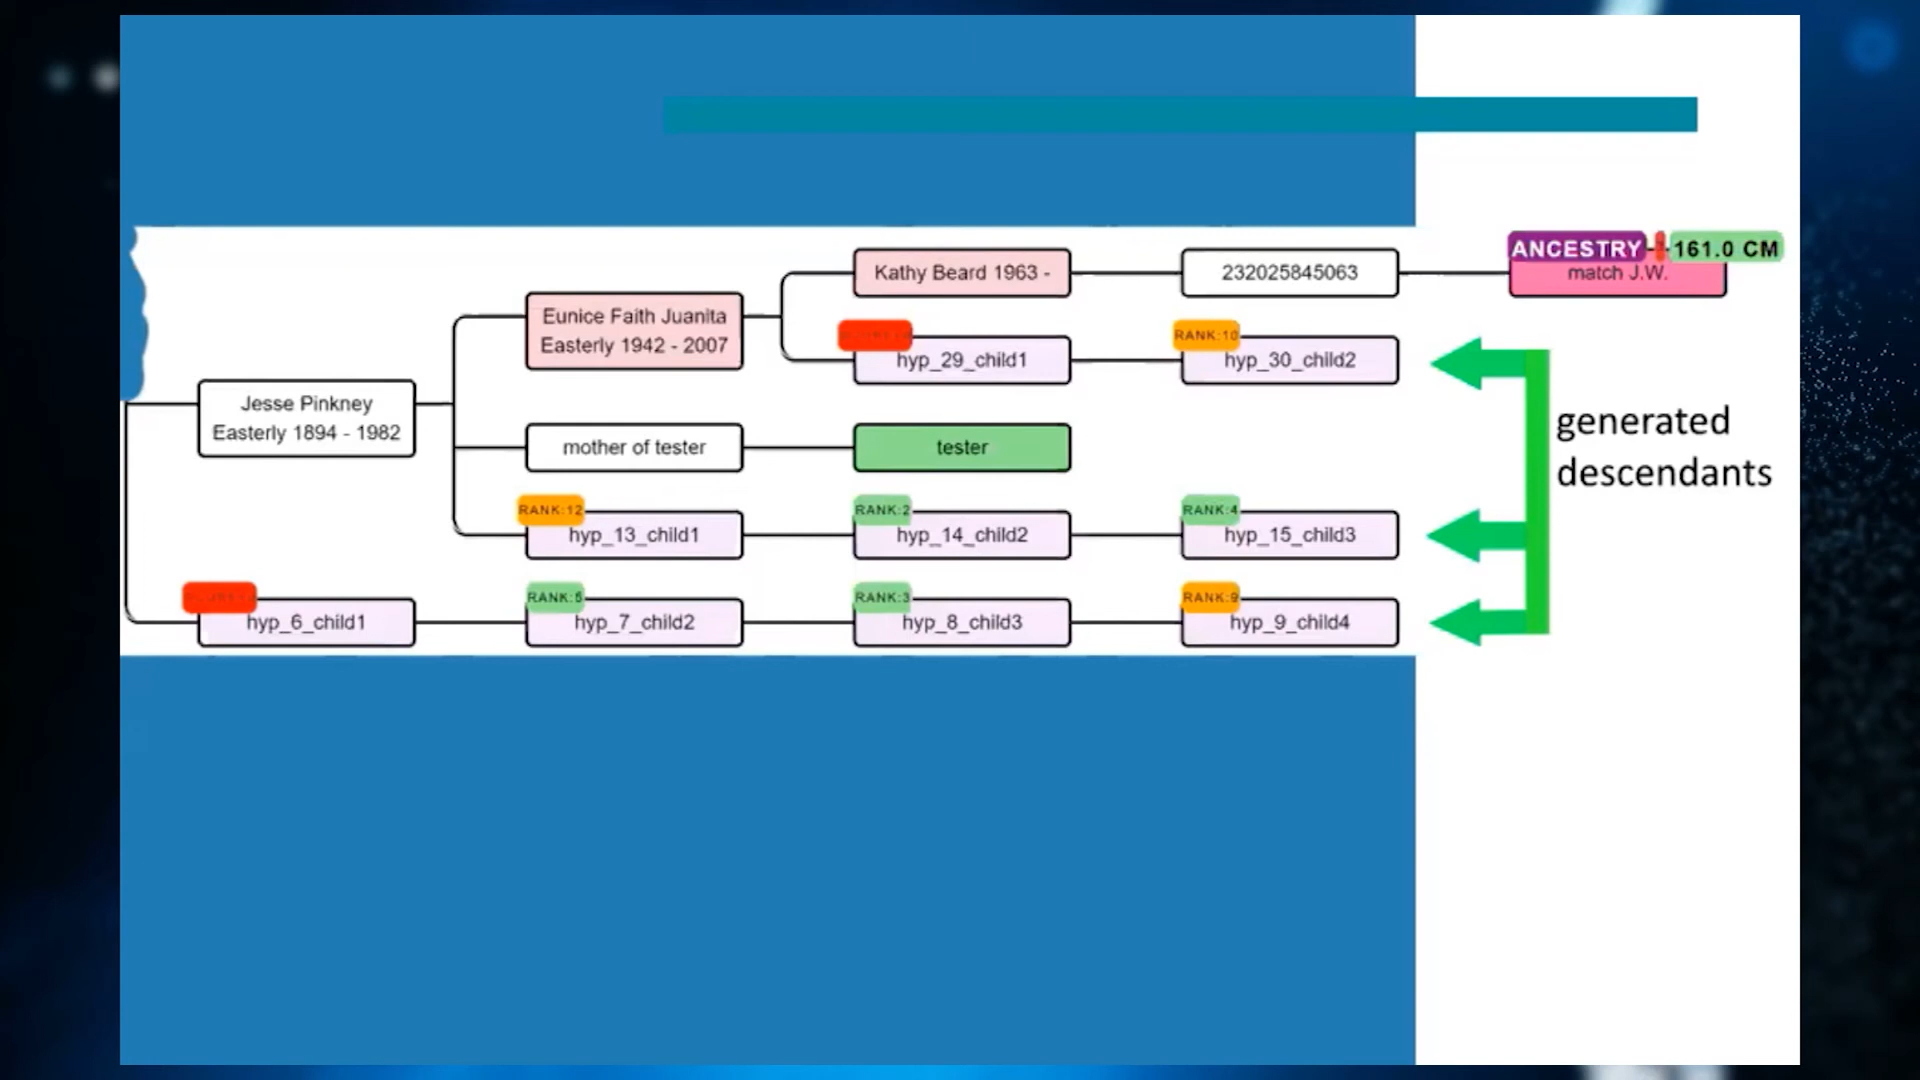 ANCESTRY
161.0 CM
match J.W.
Kathy Beard 1963 -
232025845063
Eunice Faith Juanita
Easterly 1942 - 2007
hyp_29_child1
RANK:10
hyp_30_child2
Jesse Pinkney
Easterly 1894 - 1982
mother of tester
tester
generated
descendants
RANK:12
hyp_13_child1
RANK:2
hyp_14_child2
RANK:4
hyp_15_child3
hyp_6_child1
RANK:5
hyp_7_child2
RANK:3
hyp_8_child3
RANK:9
hyp_9_child4